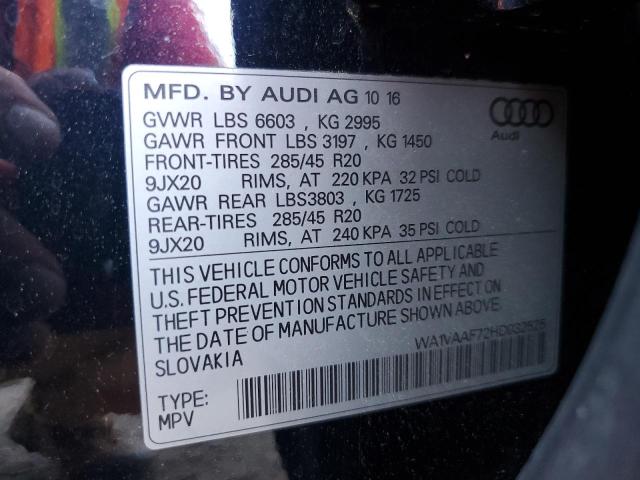 MFD. BY AUDI AG 10 16
GVWR LBS 6603 , KG 2995
GAWR FRONT LBS 3197 , KG 1450
FRONT-TIRES 285/45 R20
9JX20 RIMS, AT 220 KPA 32 PSI COLD
GAWR REAR LBS3803 , KG 1725
REAR-TIRES 285/45 R20
9JX20 RIMS, AT 240 KPA 35 PSI COLD
Audi
THIS VEHICLE CONFORMS TO ALL APPLICABLE
U.S. FEDERAL MOTOR VEHICLE SAFETY AND
THEFT PREVENTION STANDARDS IN EFFECT ON
THE DATE OF MANUFACTURE SHOWN ABOVE.
SLOVAKIA
WA1VAAF72HD032525
TYPE:
MPV